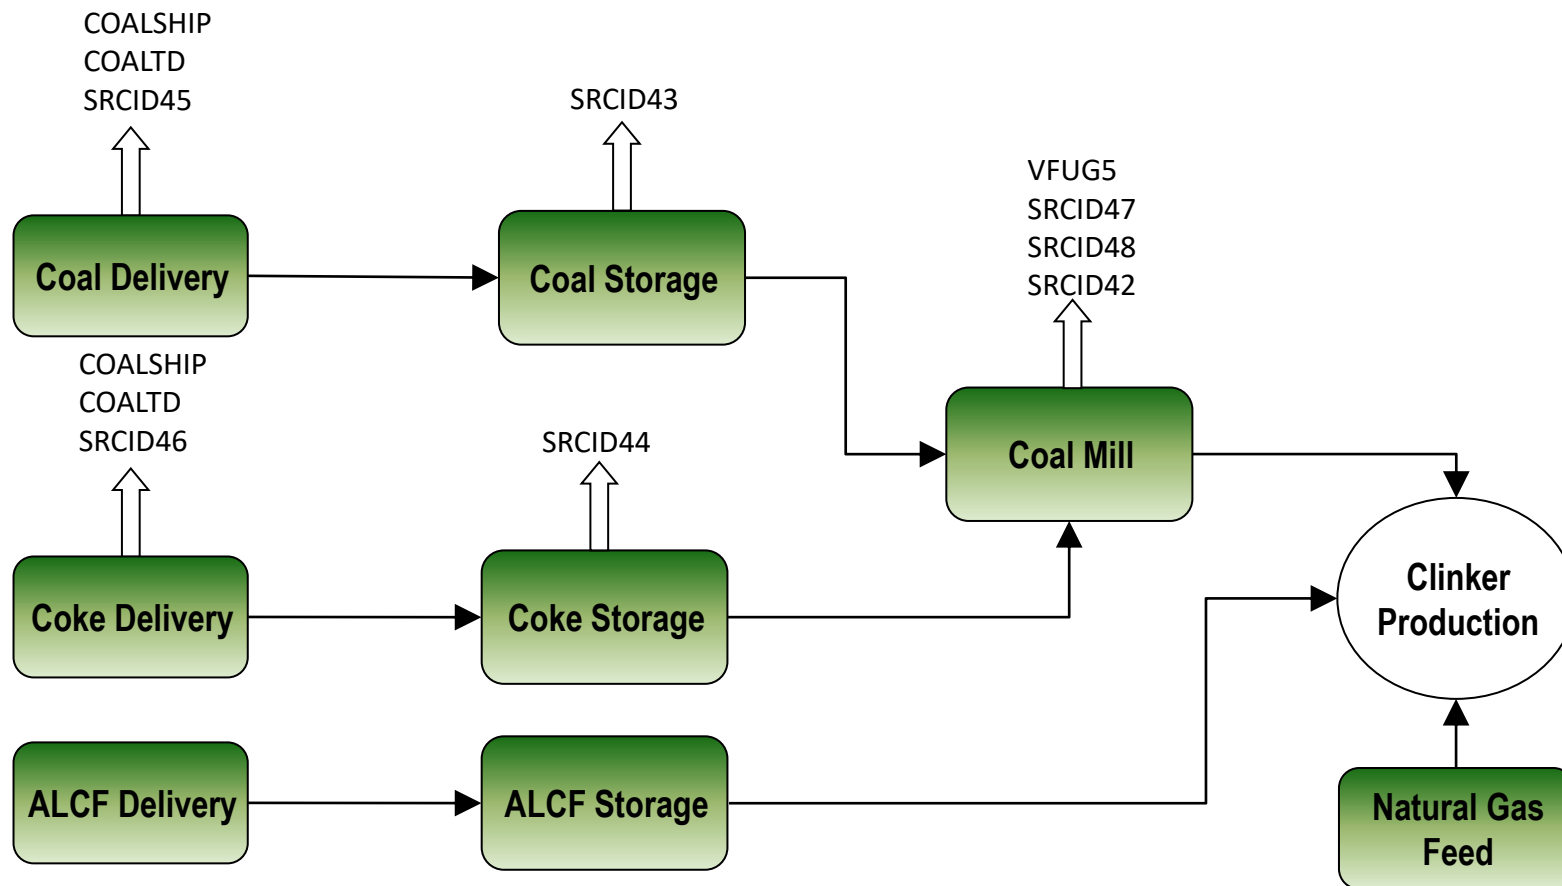 COALSHIP
COALTD
SRCID45
SRCID43
VFUG5
SRCID47
SRCID48
SRCID42
Coal Delivery
Coal Storage
COALSHIP
COALTD
SRCID46
SRCID44
Coal Mill
Coke Delivery
Coke Storage
Clinker
Production
ALCF Delivery
ALCF Storage
Natural Gas
Feed